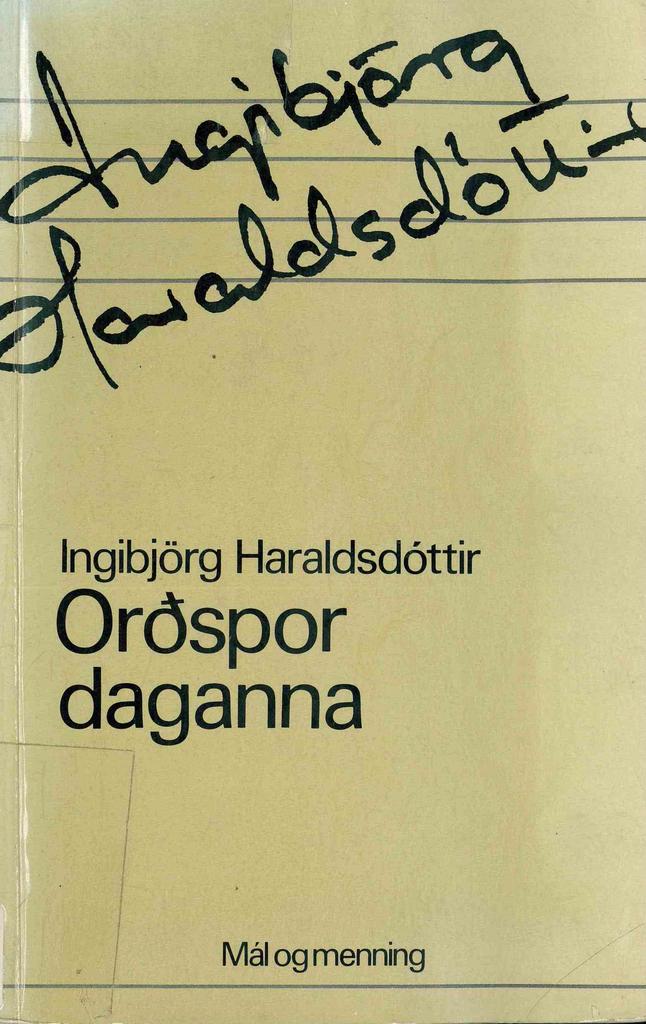 Ingibjörg
Haraldsdóttir
Ingibjörg Haraldsdóttir
Orðspor
daganna
Mál og menning